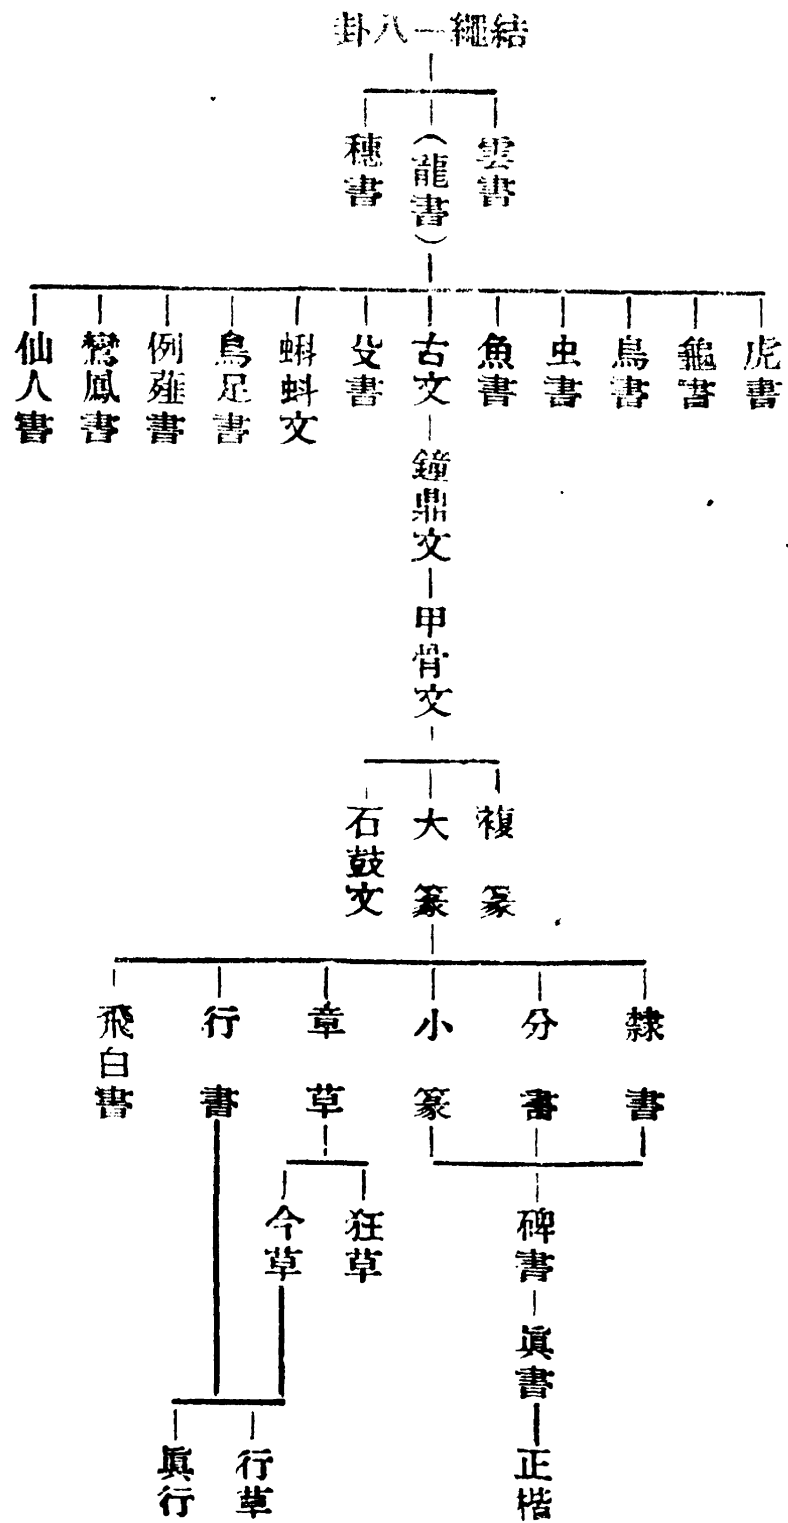 結繩—八卦
雲書
(龍書)
穗書
虎書
龜書
鳥書
虫書
魚書
古文
殳書
蝌蚪文
鳥足書
鸞鳳書
仙人書
鐘鼎文
甲骨文
複篆
大篆
石鼓文
隸書
分書
小篆
章草
行書
飛白書
狂草
今草
碑書
眞書
正楷
行草
眞行